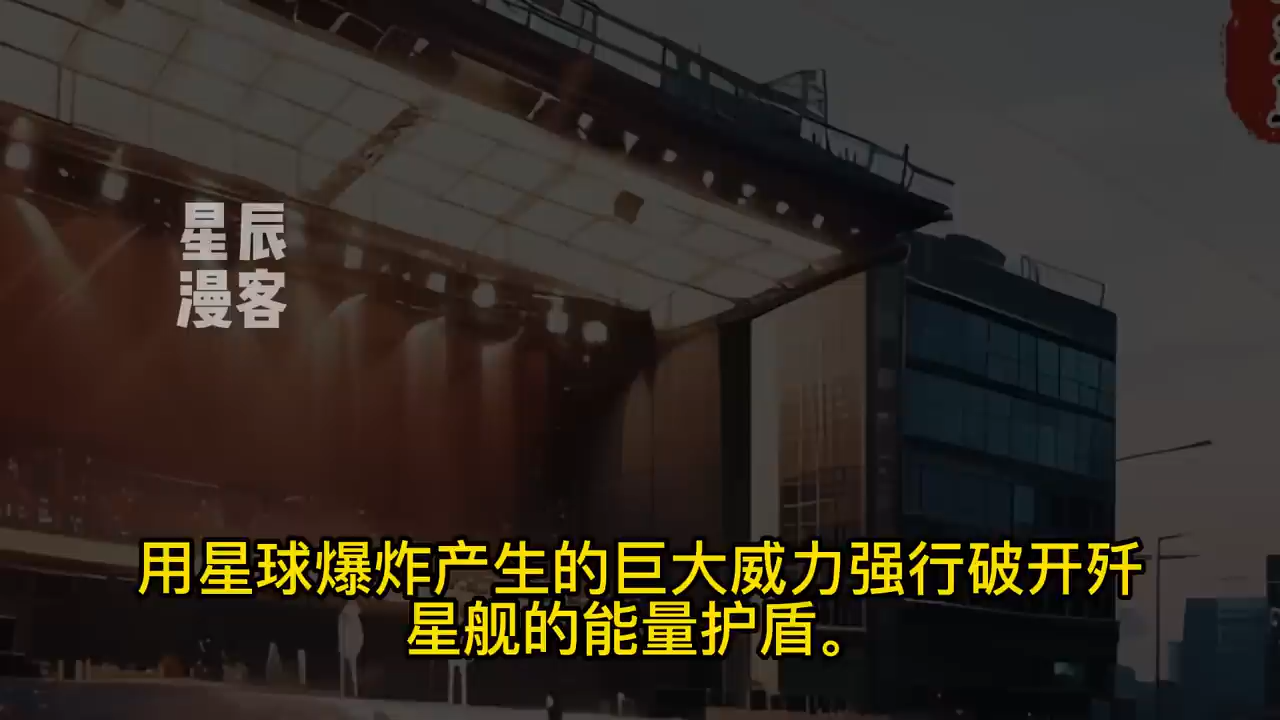 星辰
漫客
用星球爆炸产生的巨大威力强行破开歼
星舰的能量护盾。